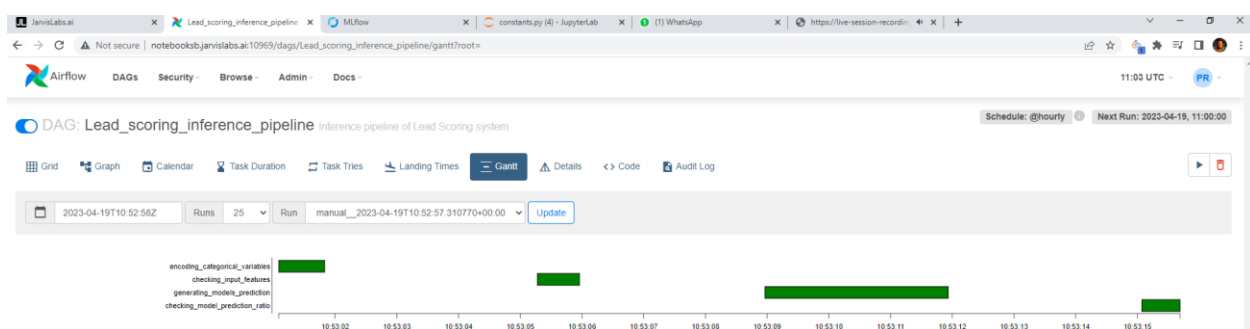 JarvisLabs.ai Lead_scoring_inference_pipeline MLflow constants.py (4) - JupyterLab (1) WhatsApp https://live-session-recording
Not secure notebooksb.jarvislabs.ai:10969/dags/Lead_scoring_inference_pipeline/gantt?root=
Airflow DAGs Security Browse Admin Docs 11:03 UTC PR
DAG: Lead_scoring_inference_pipeline Inference pipeline of Lead Scoring system Schedule: @hourly Next Run: 2023-04-19, 11:00:00
Grid Graph Calendar Task Duration Task Tries Landing Times Gantt Details <> Code Audit Log
2023-04-19T10:52:58Z Runs 25 Run manual__2023-04-19T10:52:57.310770+00:00 Update
encoding_categorical_variables
checking_input_features
generating_models_prediction
checking_model_prediction_ratio
10:53:02 10:53:03 10:53:04 10:53:05 10:53:06 10:53:07 10:53:08 10:53:09 10:53:10 10:53:11 10:53:12 10:53:13 10:53:14 10:53:15